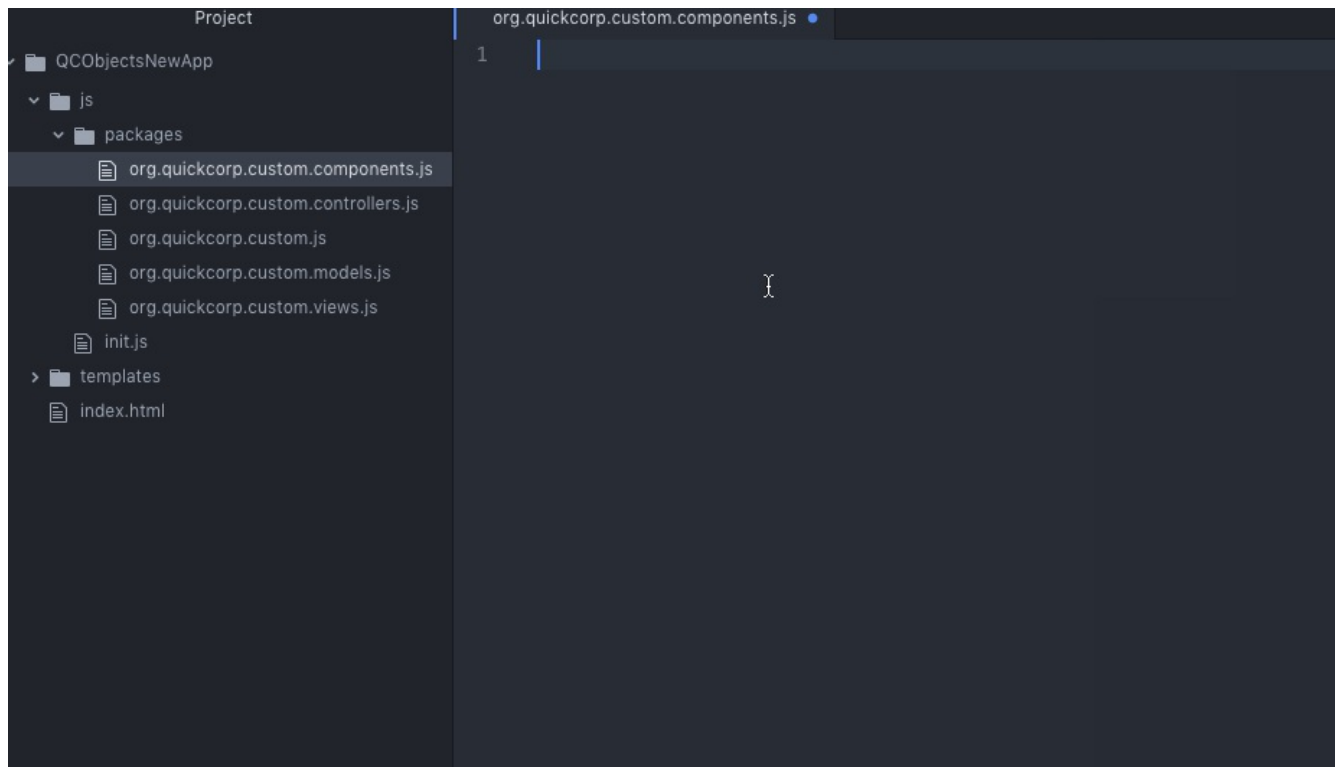 Project
QCObjectsNewApp
js
packages
org.quickcorp.custom.components.js
org.quickcorp.custom.controllers.js
org.quickcorp.custom.js
org.quickcorp.custom.models.js
org.quickcorp.custom.views.js
init.js
templates
index.html
org.quickcorp.custom.components.js
1